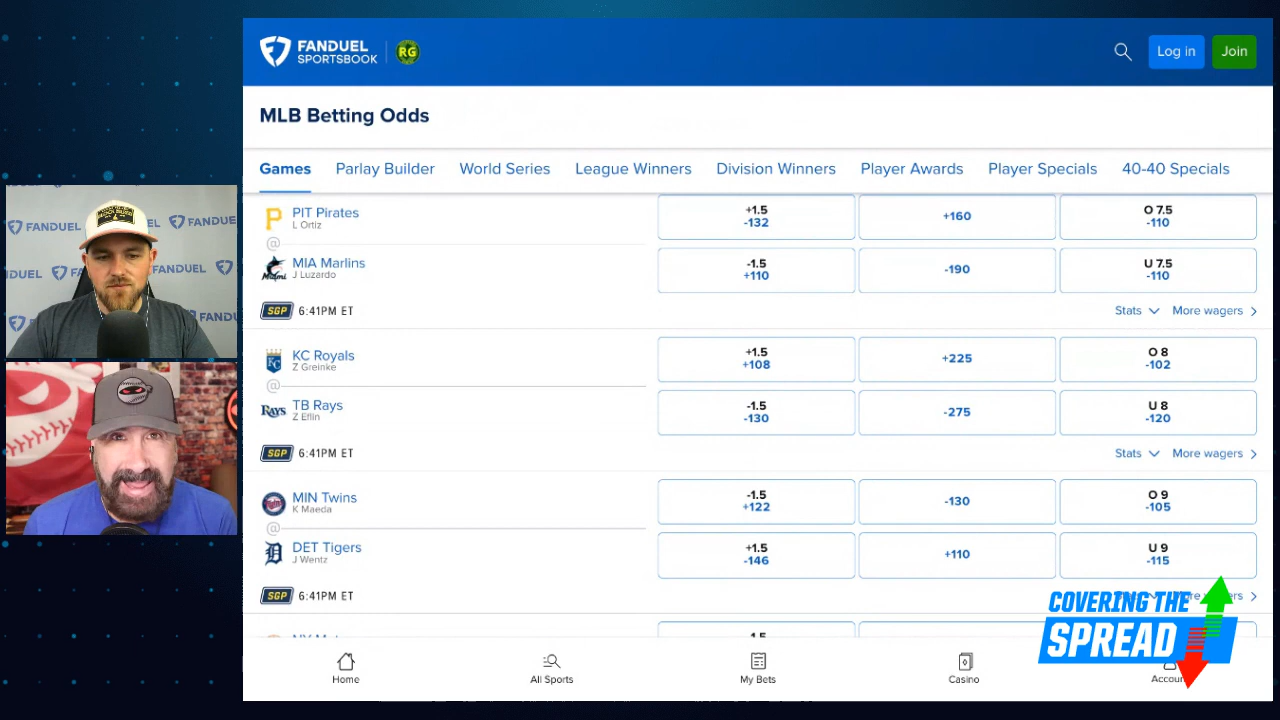 FANDUEL
SPORTSBOOK
RG
Log in
Join
MLB Betting Odds
Games
Parlay Builder
World Series
League Winners
Division Winners
Player Awards
Player Specials
40-40 Specials
PIT Pirates
L Ortiz
+1.5
-132
+160
O 7.5
-110
@
MIA Marlins
J Luzardo
-1.5
+110
-190
U 7.5
-110
SGP
6:41PM ET
Stats
More wagers
KC Royals
Z Greinke
+1.5
+108
+225
O 8
-102
@
TB Rays
Z Eflin
-1.5
-130
-275
U 8
-120
SGP
6:41PM ET
Stats
More wagers
MIN Twins
K Maeda
-1.5
+122
-130
O 9
-105
@
DET Tigers
J Wentz
+1.5
-146
+110
U 9
-115
SGP
6:41PM ET
Home
All Sports
My Bets
Casino
COVERING THE
SPREAD
FANDUEL
FANDUEL